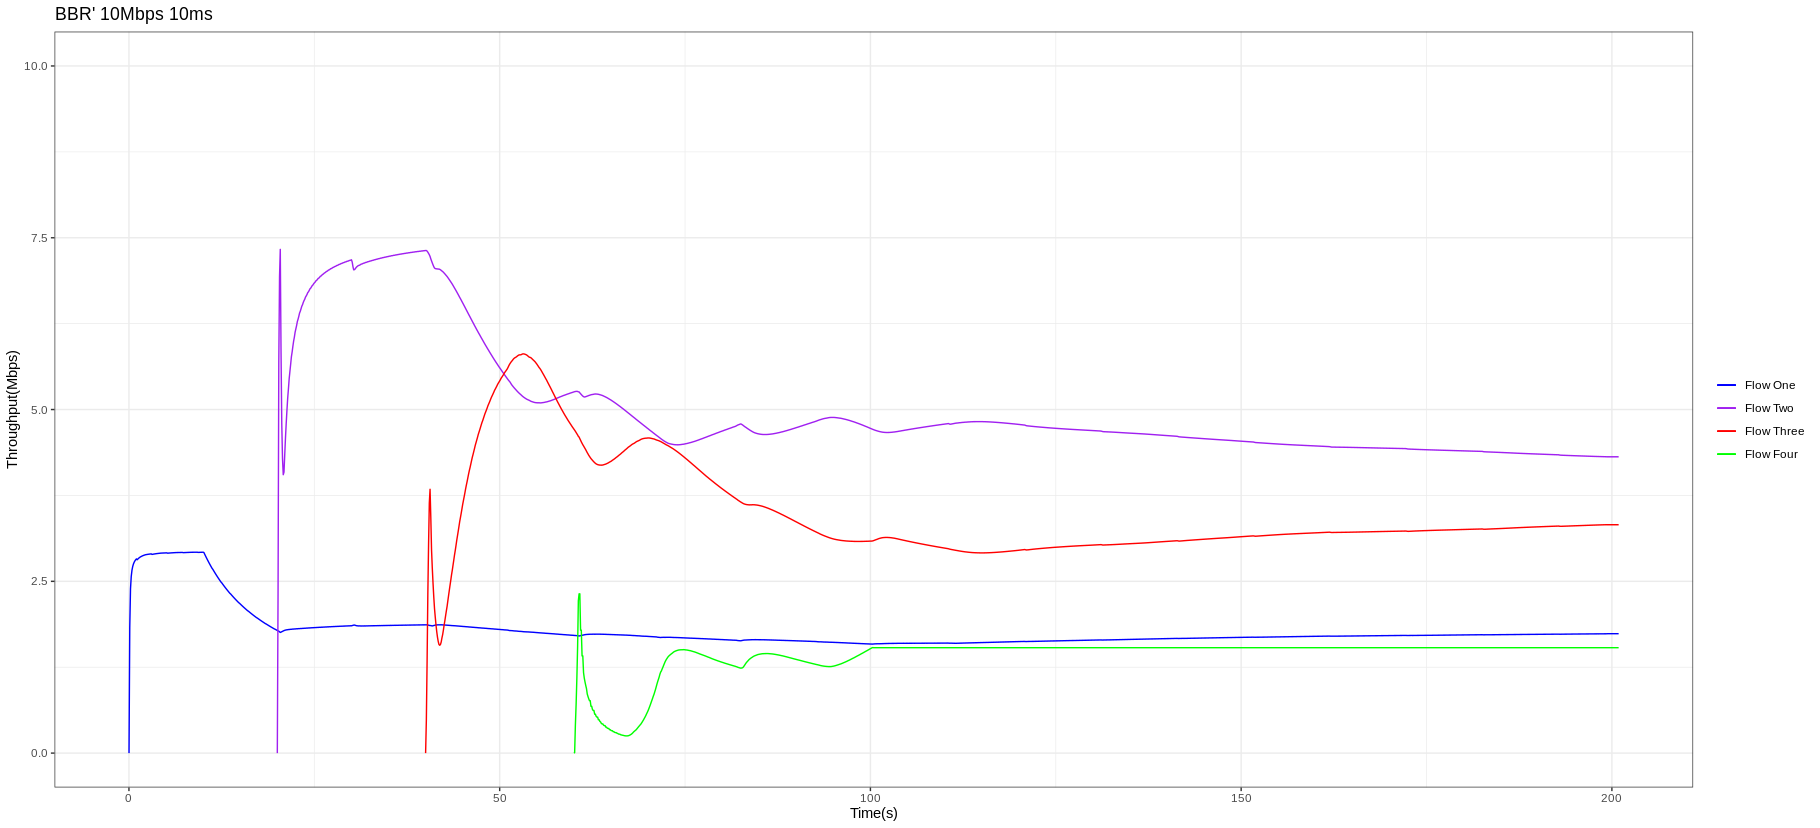 BBR' 10Mbps 10ms
Throughput(Mbps)
10.0
7.5
5.0
2.5
0.0
0 50 100 150 200
Time(s)
Flow One
Flow Two
Flow Three
Flow Four